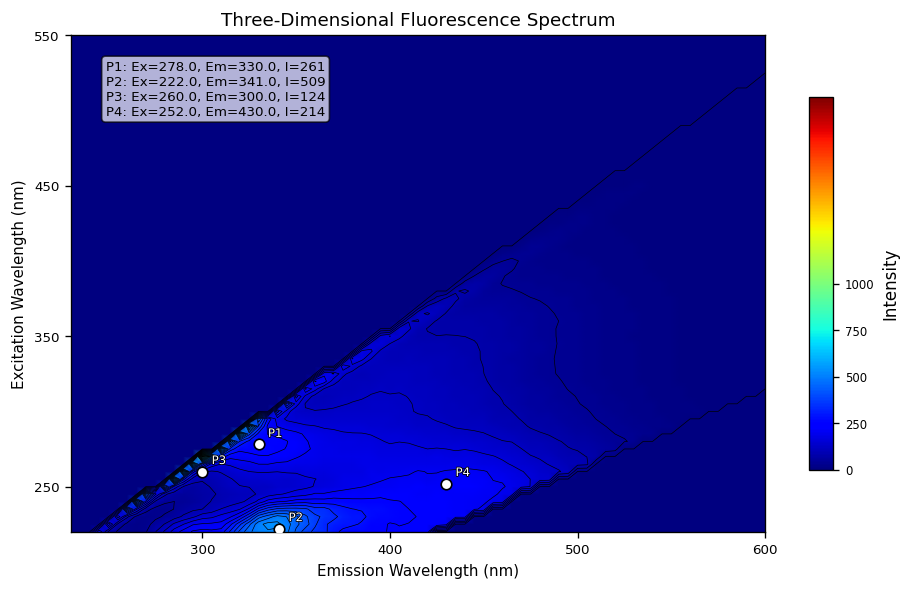 Three-Dimensional Fluorescence Spectrum
550
450
350
250
300
400
500
600
Excitation Wavelength (nm)
Emission Wavelength (nm)
P1: Ex=278.0, Em=330.0, I=261
P2: Ex=222.0, Em=341.0, I=509
P3: Ex=260.0, Em=300.0, I=124
P4: Ex=252.0, Em=430.0, I=214
P1
P3
P4
P2
1000
750
500
250
0
Intensity